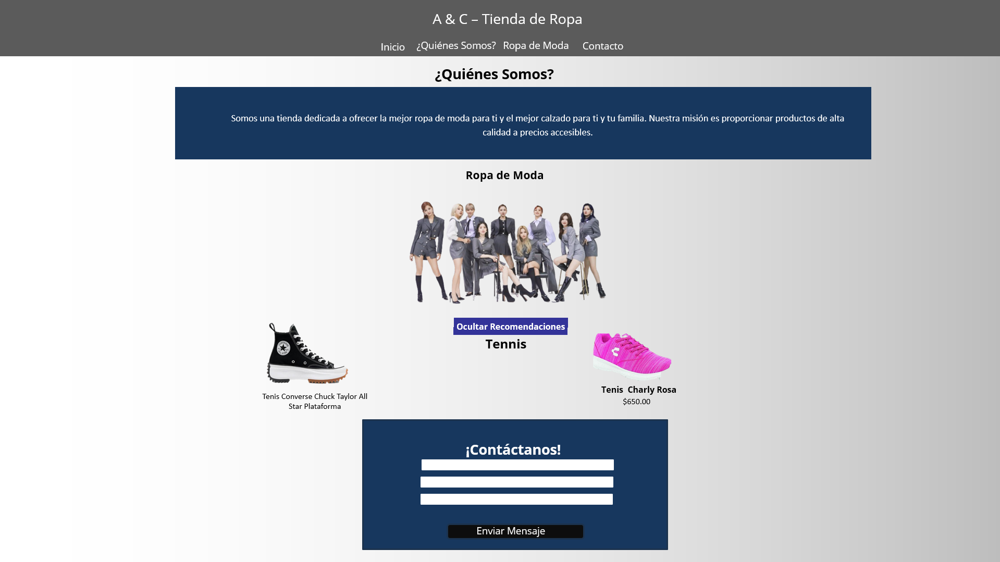 A & C – Tienda de Ropa
Inicio ¿Quiénes Somos? Ropa de Moda Contacto
¿Quiénes Somos?
Somos una tienda dedicada a ofrecer la mejor ropa de moda para ti y el mejor calzado para ti y tu familia. Nuestra misión es proporcionar productos de alta
calidad a precios accesibles.
Ropa de Moda
Ocultar Recomendaciones
Tennis
CONVERSE
ALL STAR
Tenis Converse Chuck Taylor All
Star Plataforma
Tenis  Charly Rosa
$650.00
¡Contáctanos!
Enviar Mensaje